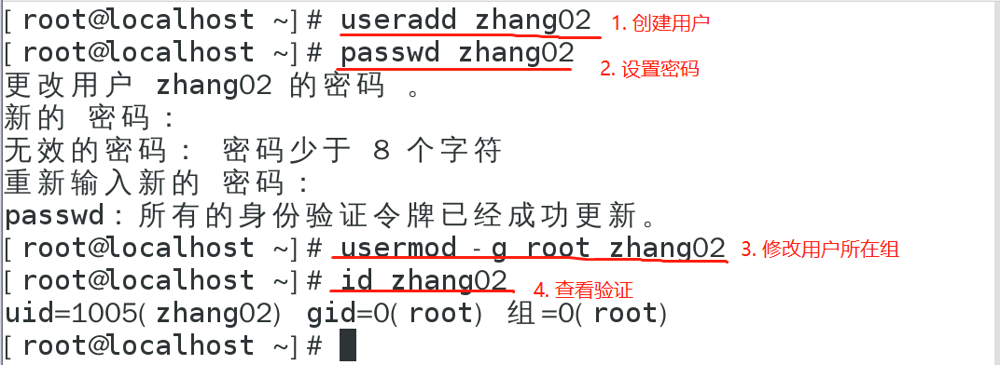 [root@localhost ~]# useradd zhang02 1. 创建用户
[root@localhost ~]# passwd zhang02 2. 设置密码
更改用户 zhang02 的密码 。
新的 密码：
无效的密码： 密码少于 8 个字符
重新输入新的 密码：
passwd：所有的身份验证令牌已经成功更新。
[root@localhost ~]# usermod -g root zhang02 3. 修改用户所在组
[root@localhost ~]# id zhang02 4. 查看验证
uid=1005(zhang02) gid=0(root) 组=0(root)
[root@localhost ~]#